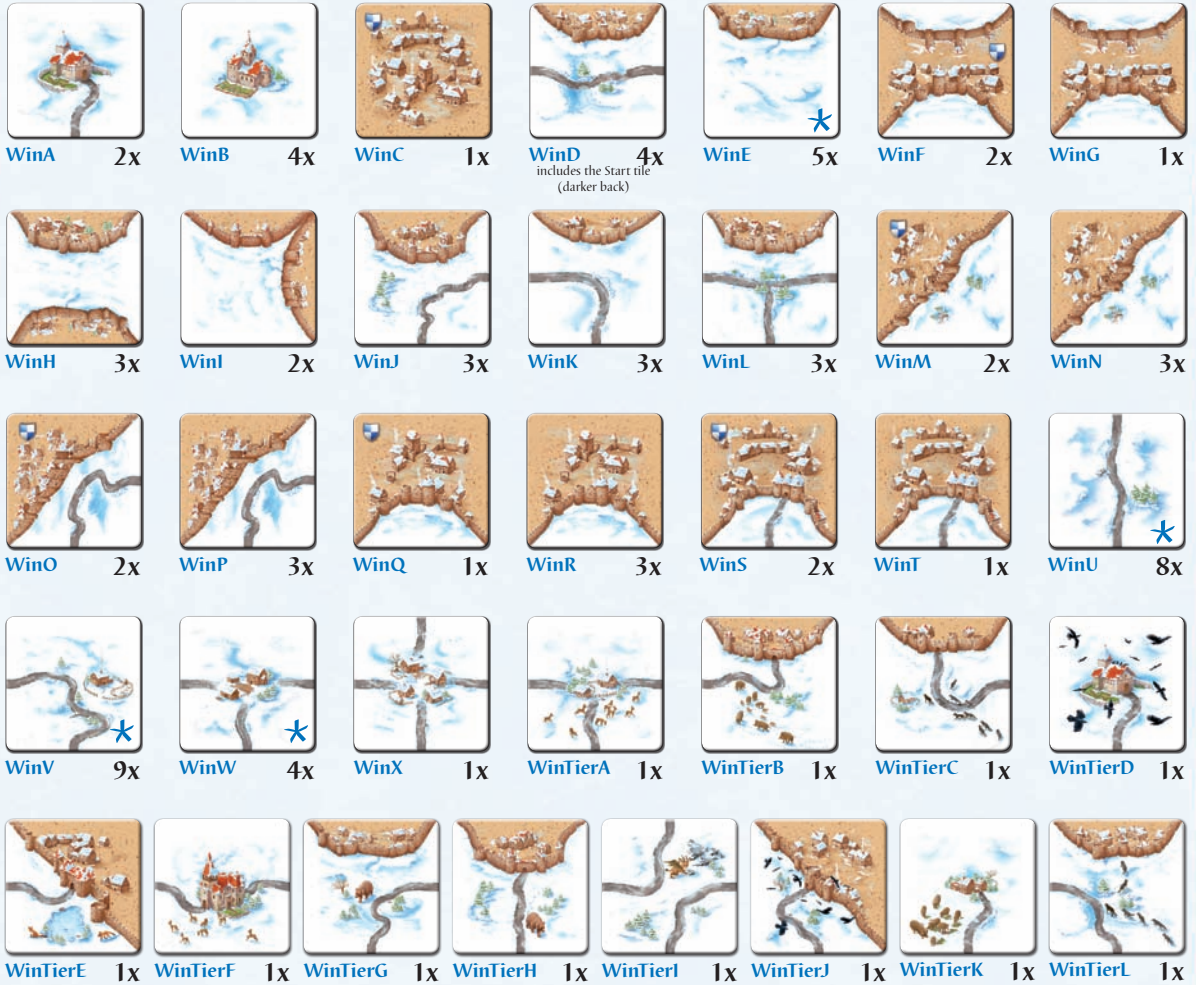 WinA 2x WinB 4x WinC 1x WinD 4x WinE 5x WinF 2x WinG 1x
includes the Start tile
(darker back)
WinH 3x WinI 2x WinJ 3x WinK 3x WinL 3x WinM 2x WinN 3x
WinO 2x WinP 3x WinQ 1x WinR 3x WinS 2x WinT 1x WinU 8x
WinV 9x WinW 4x WinX 1x WinTierA 1x WinTierB 1x WinTierC 1x WinTierD 1x
WinTierE 1x WinTierF 1x WinTierG 1x WinTierH 1x WinTierI 1x WinTierJ 1x WinTierK 1x WinTierL 1x